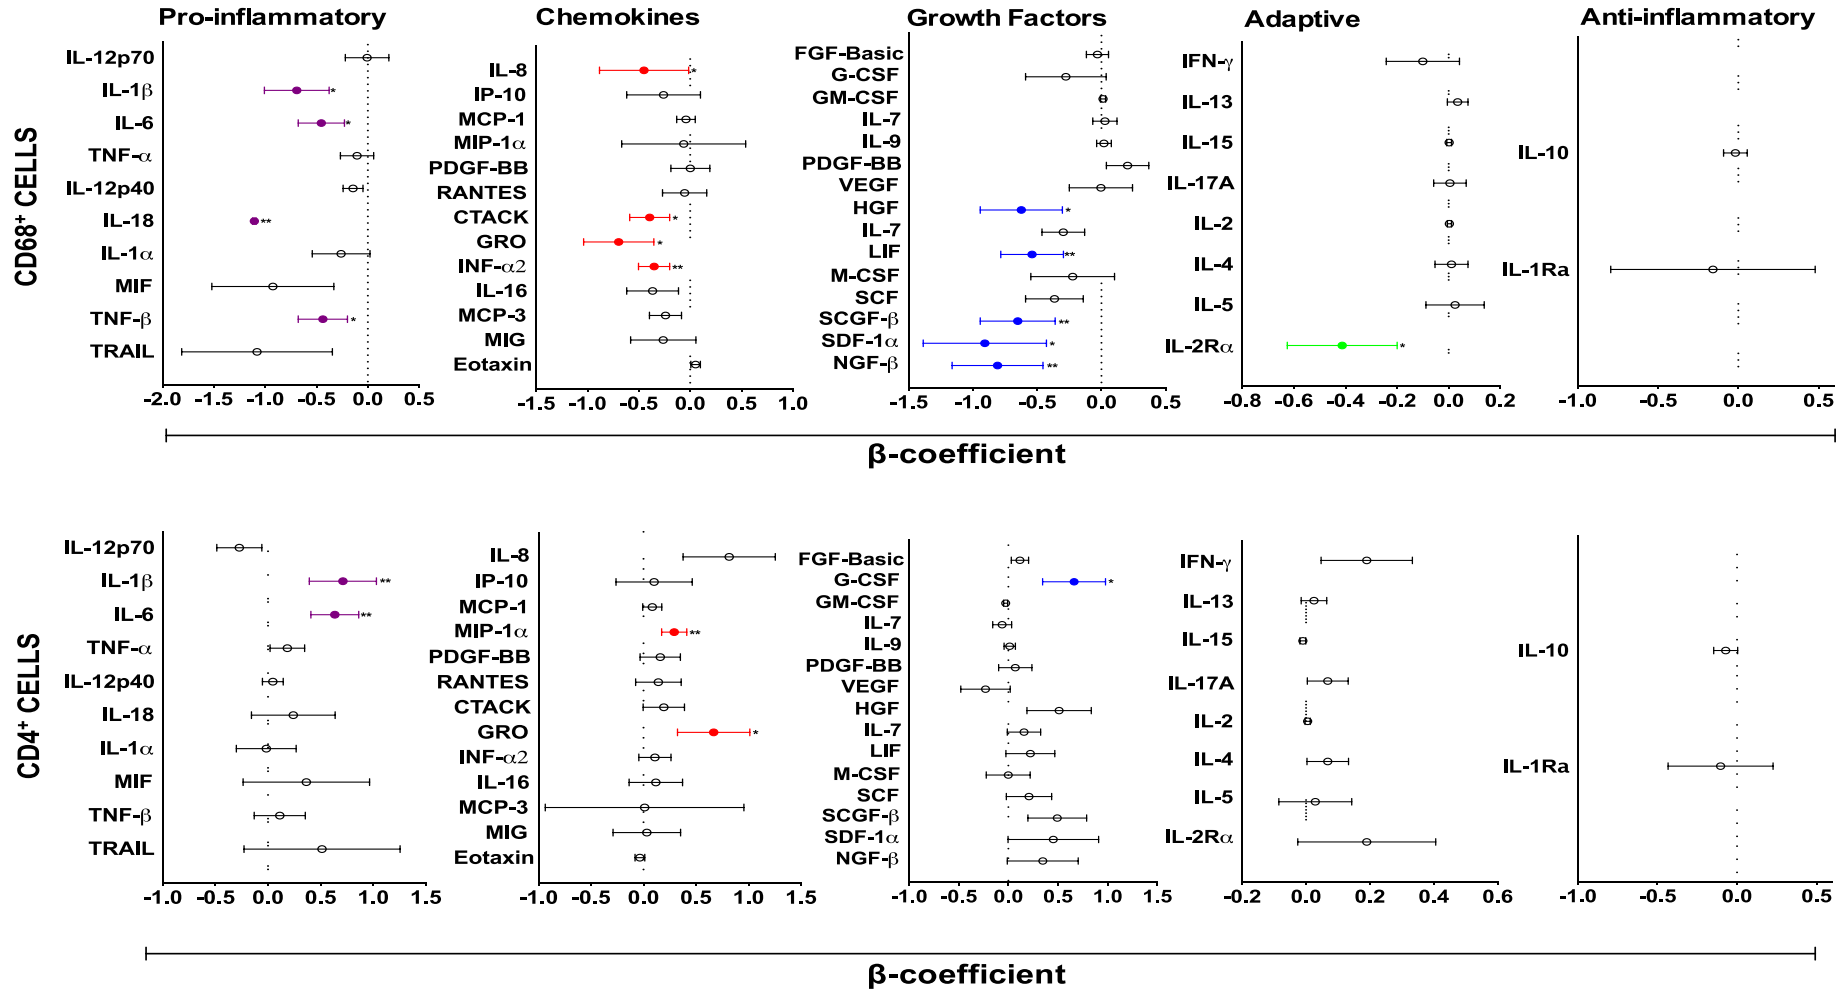 Pro-inflammatory
Chemokines
Growth Factors
Adaptive
Anti-inflammatory
CD68⁺ CELLS
IL-12p70
IL-1β *
IL-6 *
TNF-α
IL-12p40
IL-18 **
IL-1α
MIF
TNF-β *
TRAIL
-2.0 -1.5 -1.0 -0.5 0.0 0.5
IL-8 *
IP-10
MCP-1
MIP-1α
PDGF-BB
RANTES
CTACK *
GRO *
INF-α2 **
IL-16
MCP-3
MIG
Eotaxin
-1.5 -1.0 -0.5 0.0 0.5 1.0
FGF-Basic
G-CSF
GM-CSF
IL-7
IL-9
PDGF-BB
VEGF
HGF *
IL-7
LIF **
M-CSF
SCF
SCGF-β **
SDF-1α *
NGF-β **
-1.5 -1.0 -0.5 0.0 0.5
IFN-γ
IL-13
IL-15
IL-17A
IL-2
IL-4
IL-5
IL-2Rα *
-0.8 -0.6 -0.4 -0.2 0.0 0.2
IL-10
IL-1Ra
-1.0 -0.5 0.0 0.5
β-coefficient
CD4⁺ CELLS
IL-12p70
IL-1β **
IL-6 **
TNF-α
IL-12p40
IL-18
IL-1α
MIF
TNF-β
TRAIL
-1.0 -0.5 0.0 0.5 1.0 1.5
IL-8
IP-10
MCP-1
MIP-1α **
PDGF-BB
RANTES
CTACK
GRO *
INF-α2
IL-16
MCP-3
MIG
Eotaxin
-1.0 -0.5 0.0 0.5 1.0 1.5
FGF-Basic
G-CSF *
GM-CSF
IL-7
IL-9
PDGF-BB
VEGF
HGF
IL-7
LIF
M-CSF
SCF
SCGF-β
SDF-1α
NGF-β
-1.0 -0.5 0.0 0.5 1.0 1.5
IFN-γ
IL-13
IL-15
IL-17A
IL-2
IL-4
IL-5
IL-2Rα
-0.2 0.0 0.2 0.4 0.6
IL-10
IL-1Ra
-1.0 -0.5 0.0 0.5
β-coefficient